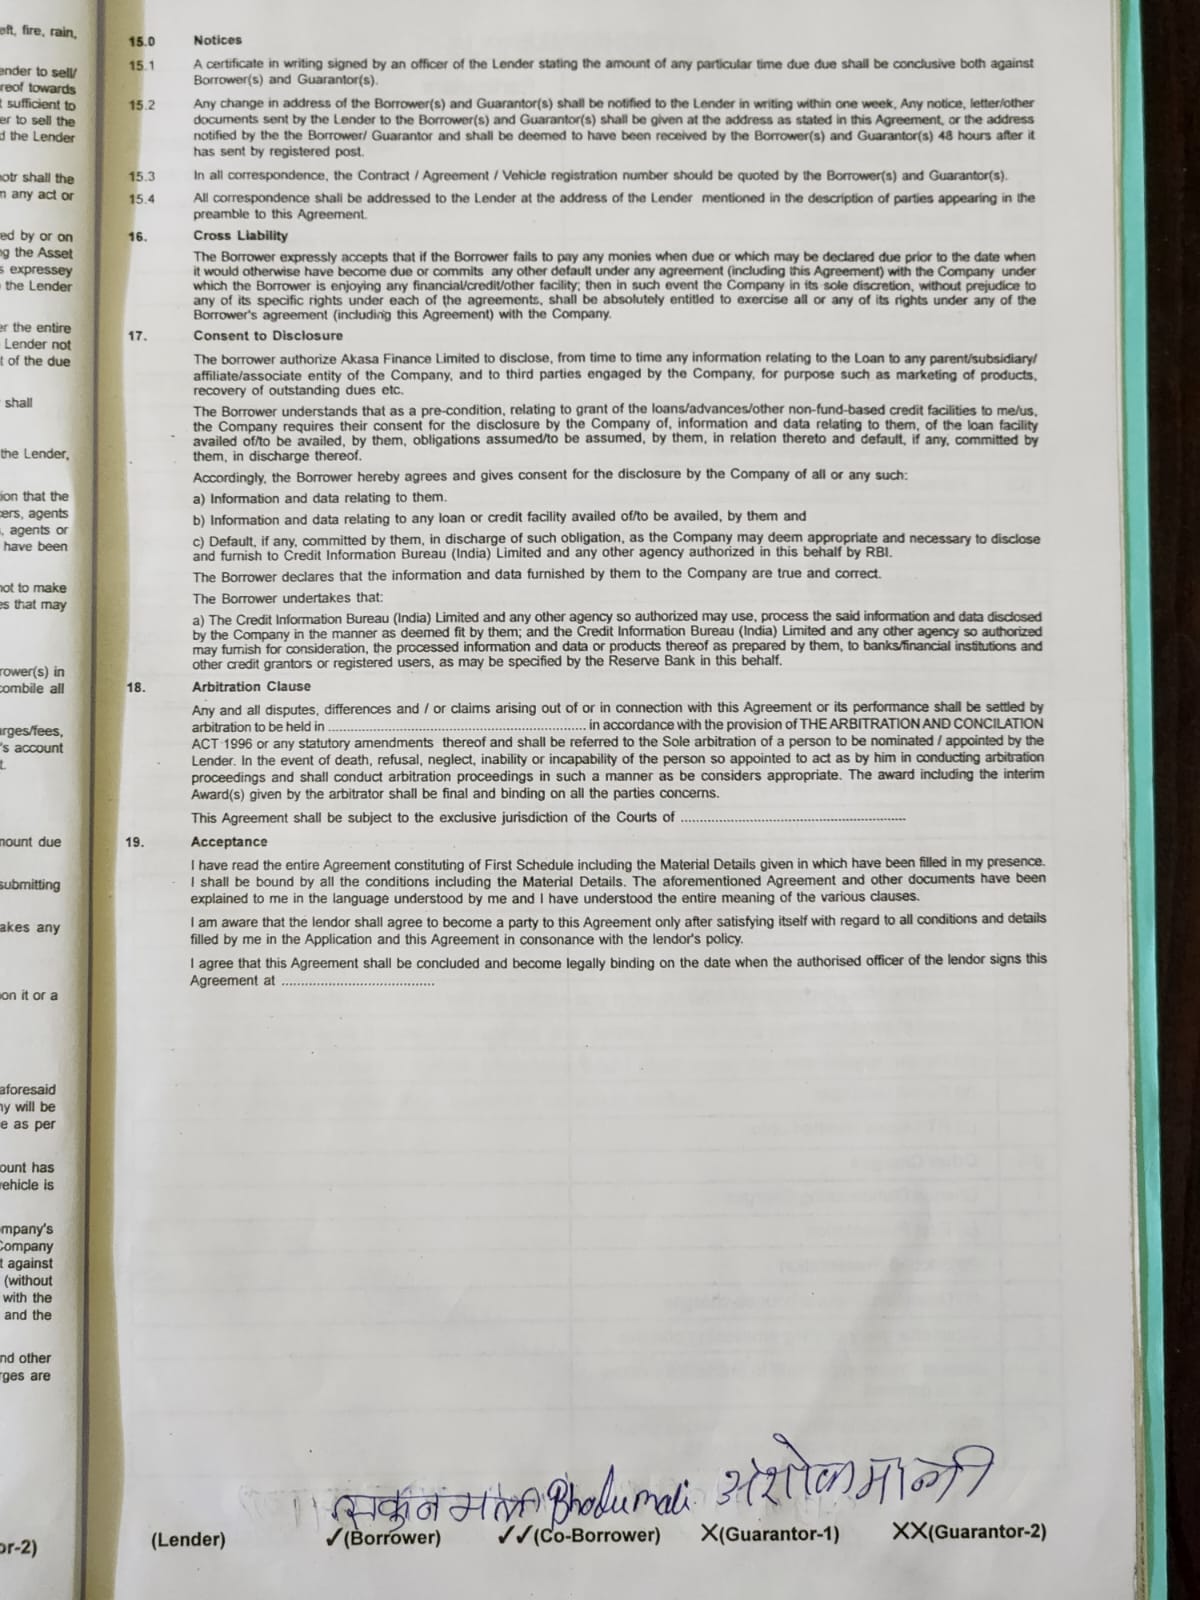 eft, fire, rain,
ender to sell/
reof towards
t sufficient to
er to sell the
d the Lender
otr shall the
n any act or
ed by or on
ng the Asset
s expressey
the Lender
er the entire
Lender not
t of the due
shall
the Lender,
ion that the
cers, agents
, agents or
have been
not to make
es that may
rower(s) in
combile all
arges/fees,
's account
t.
mount due
submitting
akes any
on it or a
aforesaid
ny will be
e as per
ount has
vehicle is
ompany's
Company
t against
(without
with the
and the
nd other
rges are
or-2)
15.0 Notices
15.1 A certificate in writing signed by an officer of the Lender stating the amount of any particular time due due shall be conclusive both against
Borrower(s) and Guarantor(s).
15.2 Any change in address of the Borrower(s) and Guarantor(s) shall be notified to the Lender in writing within one week, Any notice, letter/other
documents sent by the Lender to the Borrower(s) and Guarantor(s) shall be given at the address as stated in this Agreement, or the address
notified by the the Borrower/ Guarantor and shall be deemed to have been received by the Borrower(s) and Guarantor(s) 48 hours after it
has sent by registered post.
15.3 In all correspondence, the Contract / Agreement / Vehicle registration number should be quoted by the Borrower(s) and Guarantor(s).
15.4 All correspondence shall be addressed to the Lender at the address of the Lender mentioned in the description of parties appearing in the
preamble to this Agreement.
16. Cross Liability
The Borrower expressly accepts that if the Borrower fails to pay any monies when due or which may be declared due prior to the date when
it would otherwise have become due or commits any other default under any agreement (including this Agreement) with the Company under
which the Borrower is enjoying any financial/credit/other facility; then in such event the Company in its sole discretion, without prejudice to
any of its specific rights under each of the agreements, shall be absolutely entitled to exercise all or any of its rights under any of the
Borrower's agreement (including this Agreement) with the Company.
17. Consent to Disclosure
The borrower authorize Akasa Finance Limited to disclose, from time to time any information relating to the Loan to any parent/subsidiary/
affiliate/associate entity of the Company, and to third parties engaged by the Company, for purpose such as marketing of products,
recovery of outstanding dues etc.
The Borrower understands that as a pre-condition, relating to grant of the loans/advances/other non-fund-based credit facilities to me/us,
the Company requires their consent for the disclosure by the Company of, information and data relating to them, of the loan facility
availed of/to be availed, by them, obligations assumed/to be assumed, by them, in relation thereto and default, if any, committed by
them, in discharge thereof.
Accordingly, the Borrower hereby agrees and gives consent for the disclosure by the Company of all or any such:
a) Information and data relating to them.
b) Information and data relating to any loan or credit facility availed of/to be availed, by them and
c) Default, if any, committed by them, in discharge of such obligation, as the Company may deem appropriate and necessary to disclose
and furnish to Credit Information Bureau (India) Limited and any other agency authorized in this behalf by RBI.
The Borrower declares that the information and data furnished by them to the Company are true and correct.
The Borrower undertakes that:
a) The Credit Information Bureau (India) Limited and any other agency so authorized may use, process the said information and data disclosed
by the Company in the manner as deemed fit by them; and the Credit Information Bureau (India) Limited and any other agency so authorized
may furnish for consideration, the processed information and data or products thereof as prepared by them, to banks/financial institutions and
other credit grantors or registered users, as may be specified by the Reserve Bank in this behalf.
18. Arbitration Clause
Any and all disputes, differences and / or claims arising out of or in connection with this Agreement or its performance shall be settled by
arbitration to be held in ................................................................ in accordance with the provision of THE ARBITRATION AND CONCILATION
ACT 1996 or any statutory amendments thereof and shall be referred to the Sole arbitration of a person to be nominated / appointed by the
Lender. In the event of death, refusal, neglect, inability or incapability of the person so appointed to act as by him in conducting arbitration
proceedings and shall conduct arbitration proceedings in such a manner as be considers appropriate. The award including the interim
Award(s) given by the arbitrator shall be final and binding on all the parties concerns.
This Agreement shall be subject to the exclusive jurisdiction of the Courts of ........................................................
19. Acceptance
I have read the entire Agreement constituting of First Schedule including the Material Details given in which have been filled in my presence.
I shall be bound by all the conditions including the Material Details. The aforementioned Agreement and other documents have been
explained to me in the language understood by me and I have understood the entire meaning of the various clauses.
I am aware that the lendor shall agree to become a party to this Agreement only after satisfying itself with regard to all conditions and details
filled by me in the Application and this Agreement in consonance with the lendor's policy.
I agree that this Agreement shall be concluded and become legally binding on the date when the authorised officer of the lendor signs this
Agreement at ......................................
सकुन माली Bhadumali अशोक माली
(Lender) ✓(Borrower) ✓✓(Co-Borrower) X(Guarantor-1) XX(Guarantor-2)